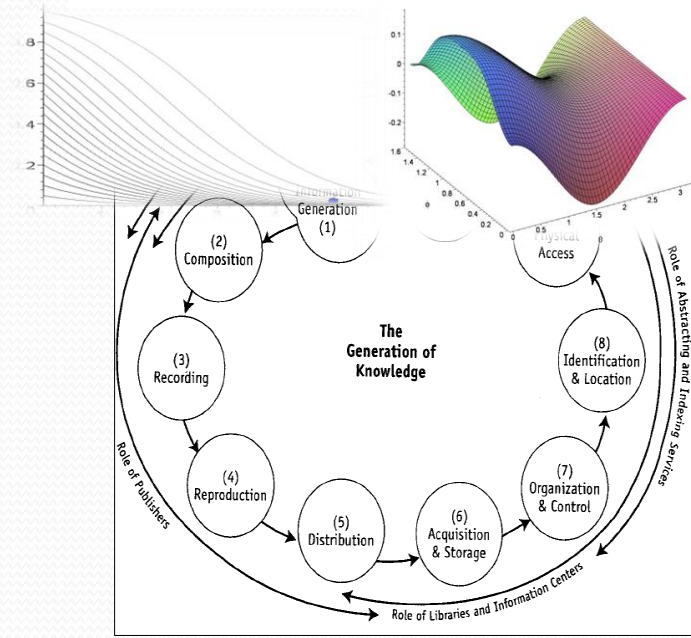 8
6
4
2
0.1
0
-0.1
-0.2
1.6
1.4
1.2
1
0.8
0.6
0.4
0.2
0
0
0.5
1
1.5
2
2.5
3
Information
Generation
(1)
(2)
Composition
(3)
Recording
(4)
Reproduction
(5)
Distribution
(6)
Acquisition
& Storage
(7)
Organization
& Control
(8)
Identification
& Location
Physical
Access
The
Generation of
Knowledge
Role of Publishers
Role of Libraries and Information Centers
Role of Abstracting and Indexing Services